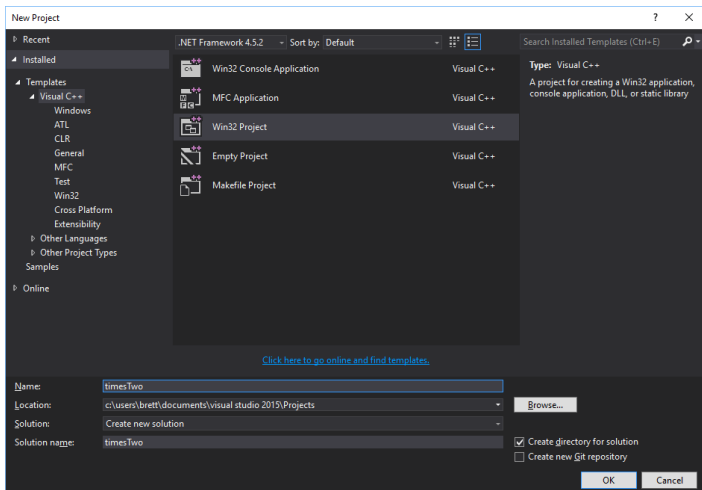 New Project
? ×
Recent
.NET Framework 4.5.2 Sort by: Default
Search Installed Templates (Ctrl+E)
Installed
Templates
Visual C++
Windows
ATL
CLR
General
MFC
Test
Win32
Cross Platform
Extensibility
Other Languages
Other Project Types
Samples
Online
Win32 Console Application Visual C++
MFC Application Visual C++
Win32 Project Visual C++
Empty Project Visual C++
Makefile Project Visual C++
Type: Visual C++
A project for creating a Win32 application,
console application, DLL, or static library
Click here to go online and find templates.
Name: timesTwo
Location: c:\users\brett\documents\visual studio 2015\Projects
Browse...
Solution: Create new solution
Solution name: timesTwo
Create directory for solution
Create new Git repository
OK Cancel